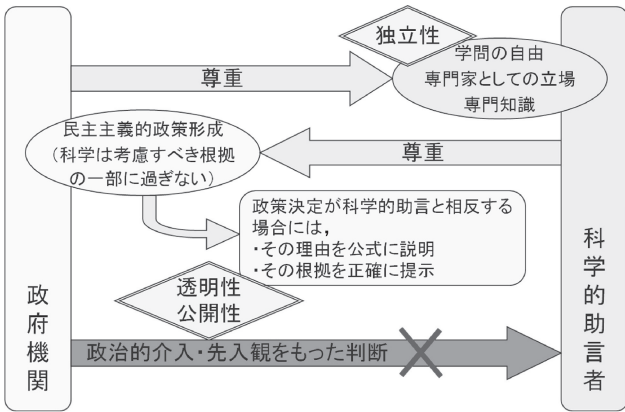 独立性
学問の自由
専門家としての立場
専門知識
尊重
民主主義的政策形成
（科学は考慮すべき根拠
の一部に過ぎない）
尊重
政策決定が科学的助言と相反する
場合には，
・その理由を公式に説明
・その根拠を正確に提示
透明性
公開性
政治的介入・先入観をもった判断
政府機関
科学的助言者